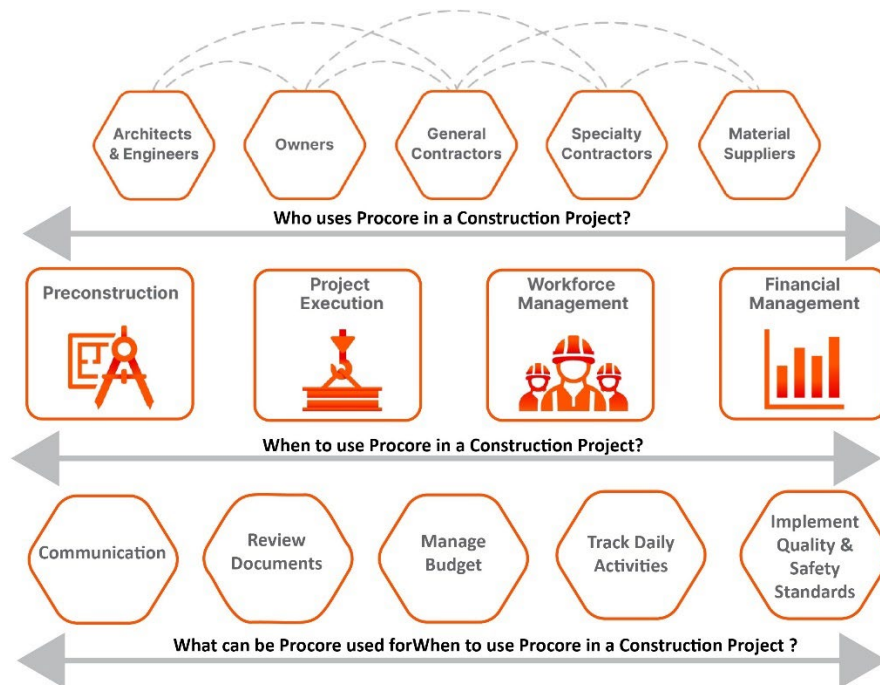 Architects
& Engineers
Owners
General
Contractors
Specialty
Contractors
Material
Suppliers
Who uses Procore in a Construction Project?
Preconstruction
Project
Execution
Workforce
Management
Financial
Management
When to use Procore in a Construction Project?
Communication
Review
Documents
Manage
Budget
Track Daily
Activities
Implement
Quality &
Safety
Standards
What can be Procore used forWhen to use Procore in a Construction Project ?